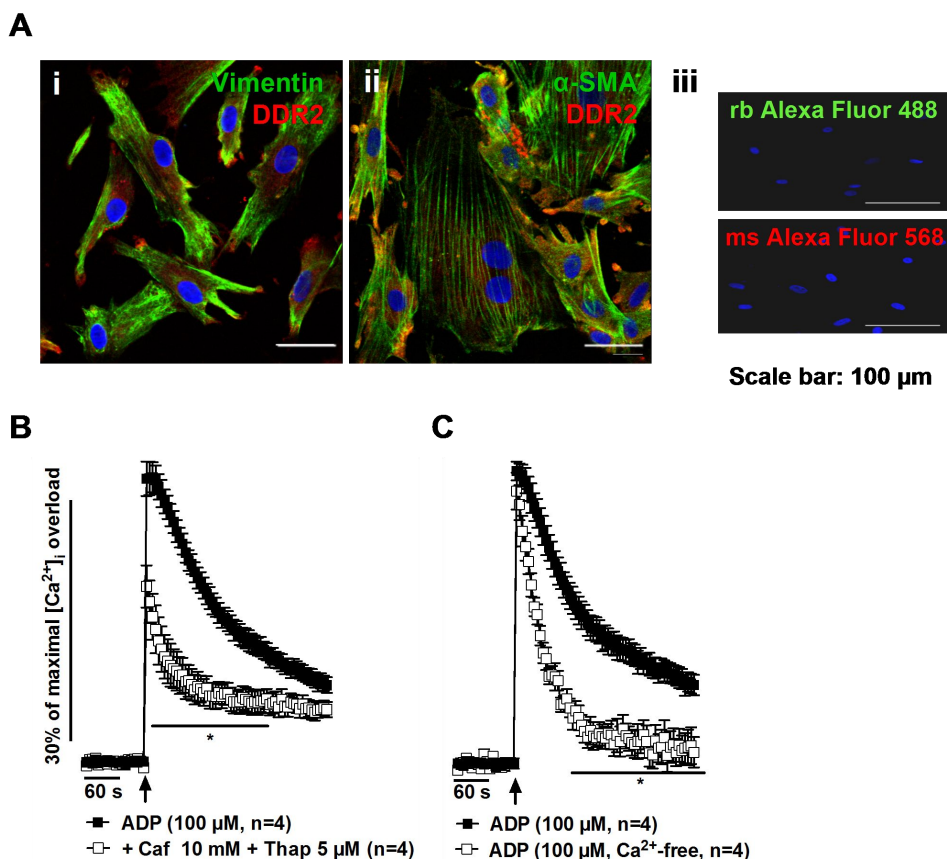 A
i
Vimentin
DDR2
ii
α-SMA
DDR2
iii
rb Alexa Fluor 488
ms Alexa Fluor 568
Scale bar: 100 µm
B
30% of maximal [Ca²⁺]ᵢ overload
*
60 s
ADP (100 µM, n=4)
+ Caf 10 mM + Thap 5 µM (n=4)
C
*
60 s
ADP (100 µM, n=4)
ADP (100 µM, Ca²⁺-free, n=4)